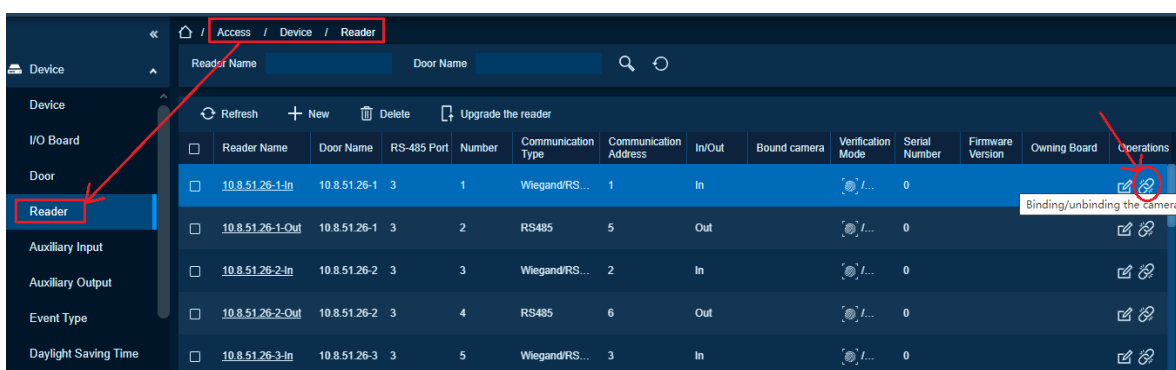 / Access / Device / Reader
Device
Reader Name
Door Name
Device
Refresh New Delete Upgrade the reader
I/O Board
Reader Name Door Name RS-485 Port Number Communication Type Communication Address In/Out Bound camera Verification Mode Serial Number Firmware Version Owning Board Operations
Door
10.8.51.26-1-In 10.8.51.26-1 3 1 Wiegand/RS... 1 In /... 0
Binding/unbinding the camera
Reader
10.8.51.26-1-Out 10.8.51.26-1 3 2 RS485 5 Out /... 0
Auxiliary Input
10.8.51.26-2-In 10.8.51.26-2 3 3 Wiegand/RS... 2 In /... 0
Auxiliary Output
10.8.51.26-2-Out 10.8.51.26-2 3 4 RS485 6 Out /... 0
Event Type
10.8.51.26-3-In 10.8.51.26-3 3 5 Wiegand/RS... 3 In /... 0
Daylight Saving Time